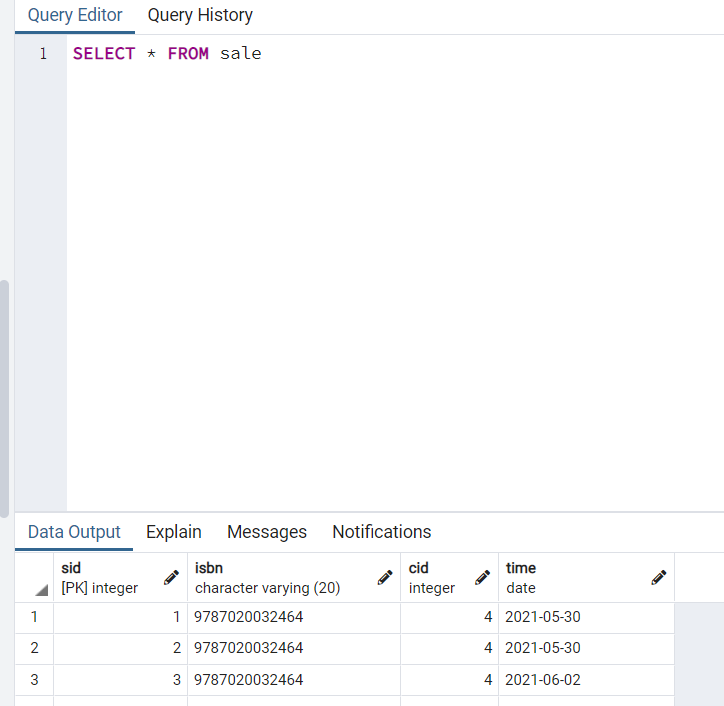 Query Editor Query History
1 SELECT * FROM sale
Data Output Explain Messages Notifications
sid isbn cid time
[PK] integer character varying (20) integer date
1 1 9787020032464 4 2021-05-30
2 2 9787020032464 4 2021-05-30
3 3 9787020032464 4 2021-06-02